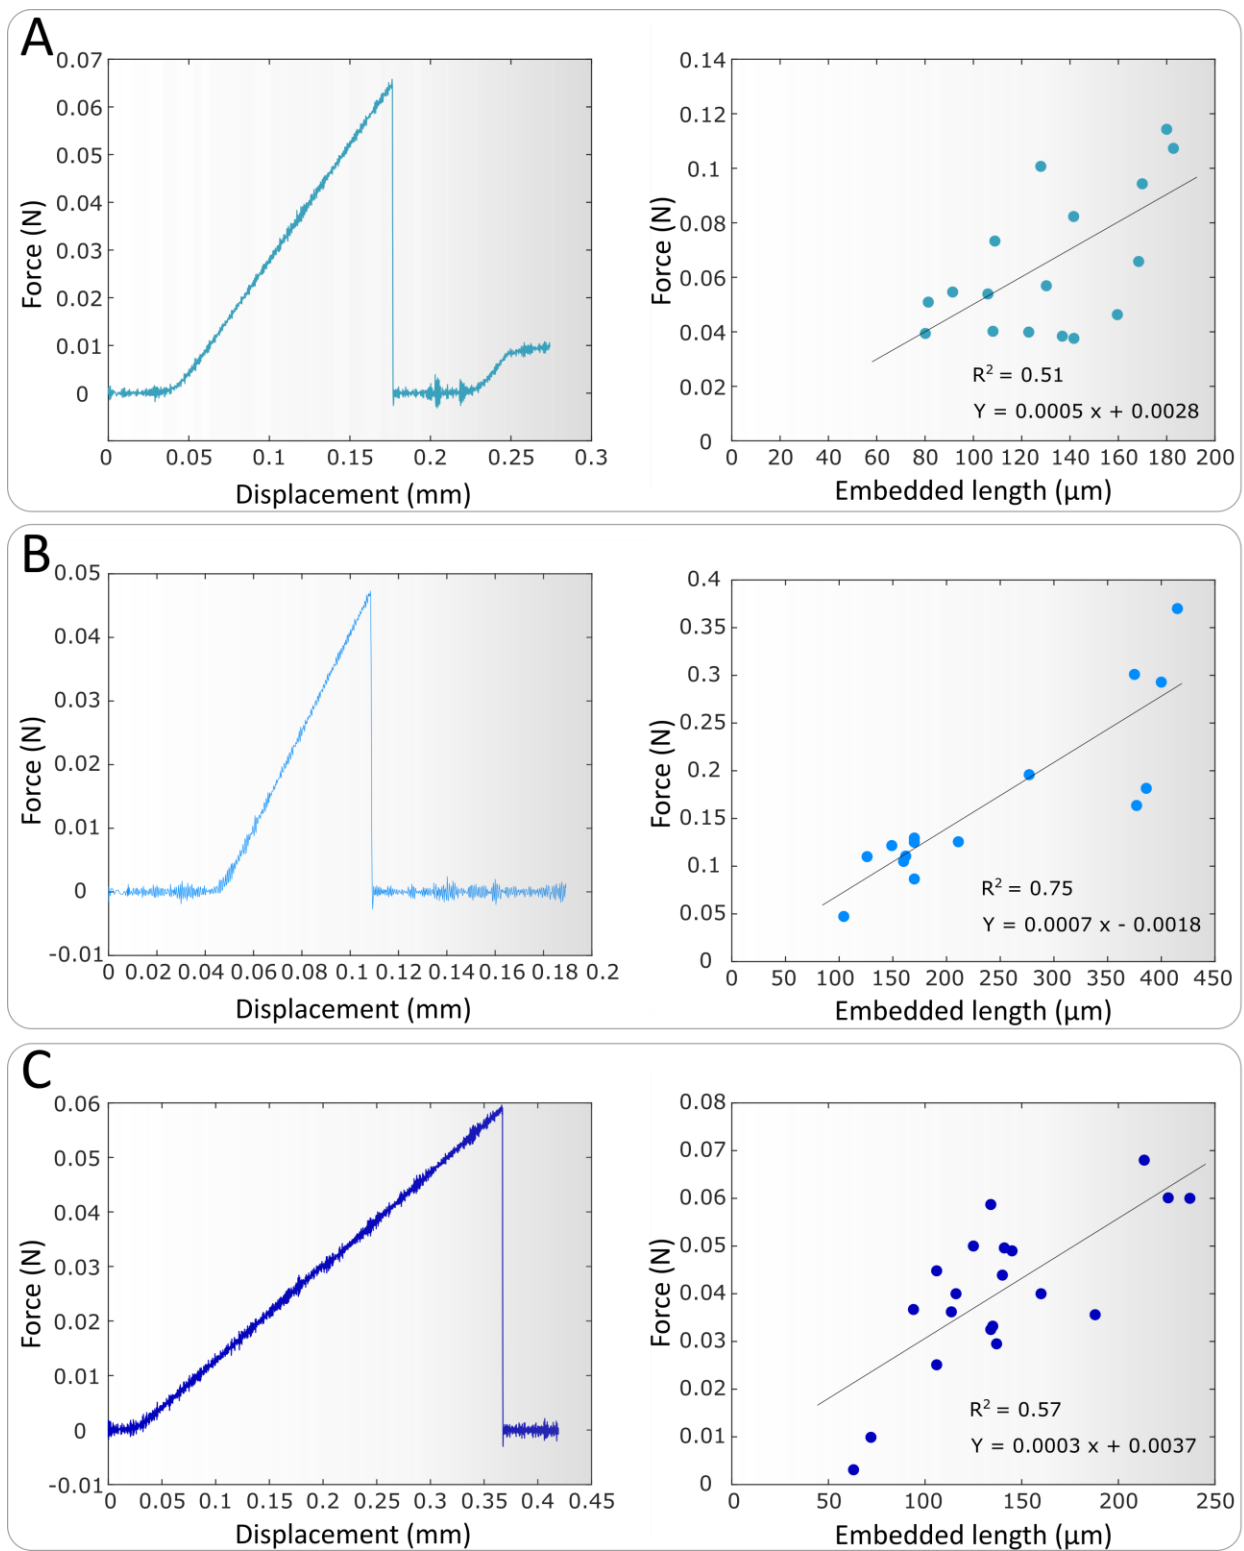 A
0.07
0.06
0.05
0.04
0.03
0.02
0.01
0
Force (N)
0 0.05 0.1 0.15 0.2 0.25 0.3
Displacement (mm)
0.14
0.12
0.1
0.08
0.06
0.04
0.02
0
Force (N)
R² = 0.51
Y = 0.0005 x + 0.0028
0 20 40 60 80 100 120 140 160 180 200
Embedded length (µm)
B
0.05
0.04
0.03
0.02
0.01
0
-0.01
Force (N)
0 0.02 0.04 0.06 0.08 0.1 0.12 0.14 0.16 0.18 0.2
Displacement (mm)
0.4
0.35
0.3
0.25
0.2
0.15
0.1
0.05
0
Force (N)
R² = 0.75
Y = 0.0007 x - 0.0018
0 50 100 150 200 250 300 350 400 450
Embedded length (µm)
C
0.06
0.05
0.04
0.03
0.02
0.01
0
-0.01
Force (N)
0 0.05 0.1 0.15 0.2 0.25 0.3 0.35 0.4 0.45
Displacement (mm)
0.08
0.07
0.06
0.05
0.04
0.03
0.02
0.01
0
Force (N)
R² = 0.57
Y = 0.0003 x + 0.0037
0 50 100 150 200 250
Embedded length (µm)